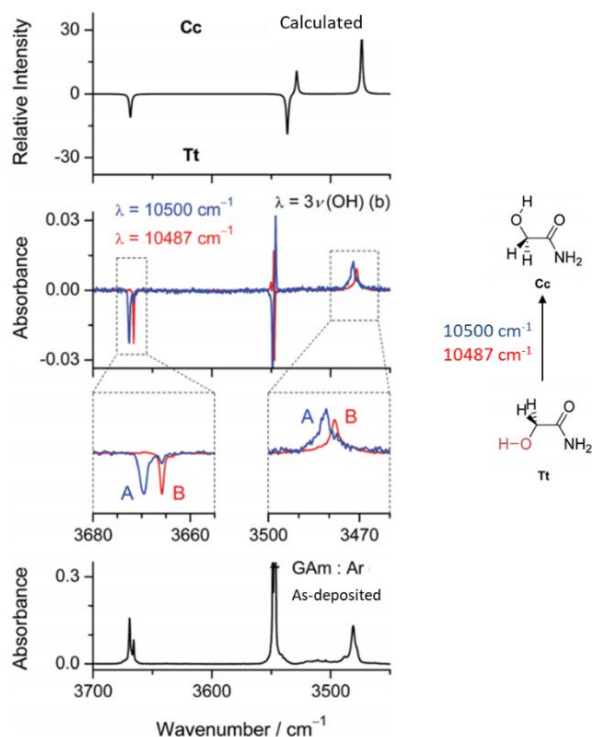 Calculated
Cc
Relative Intensity
30
0
-30
Tt
λ = 10500 cm⁻¹
λ = 10487 cm⁻¹
λ = 3ν(OH) (b)
Absorbance
0.03
0.00
-0.03
A
B
A
B
3680
3660
3500
3470
GAm : Ar
As-deposited
Absorbance
0.3
0.0
3700
3600
3500
Wavenumber / cm⁻¹
H
O
O
H
H
NH₂
Cc
10500 cm⁻¹
10487 cm⁻¹
H
H
O
H-O
NH₂
Tt